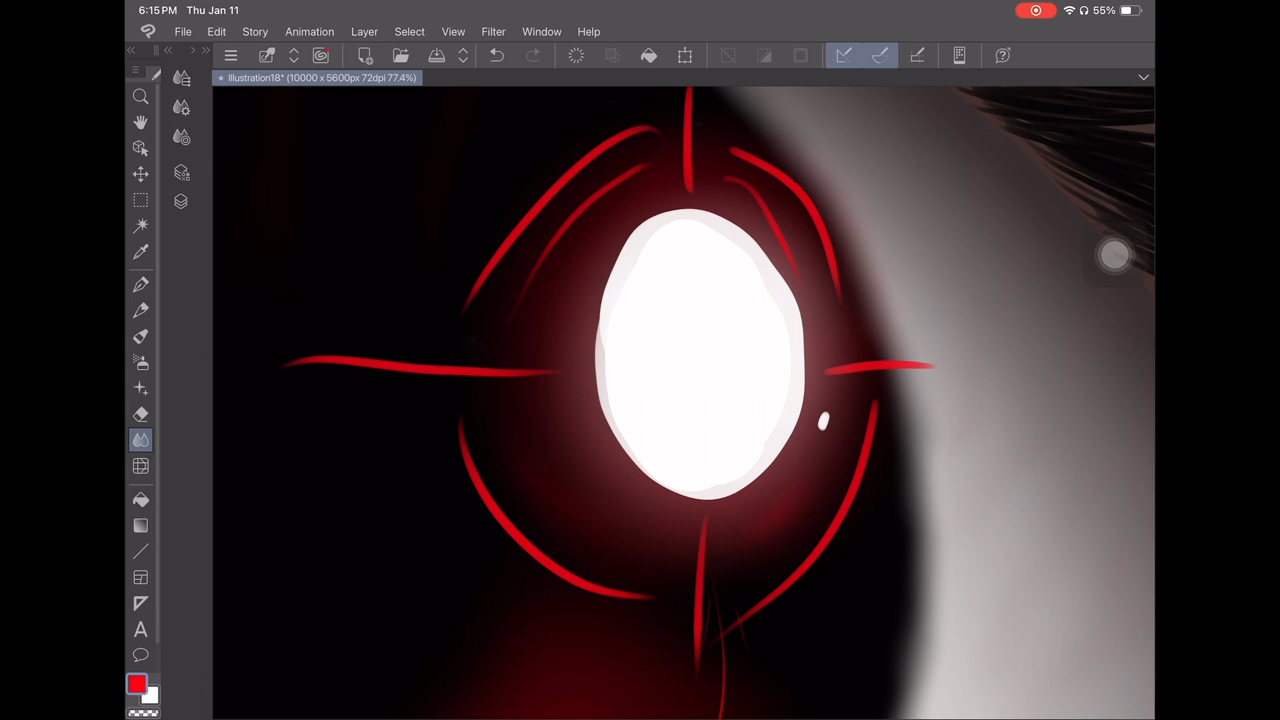 6:15 PM Thu Jan 11
55%
File Edit Story Animation Layer Select View Filter Window Help
Illustration18* (10000 x 5600px 72dpi 77.4%)